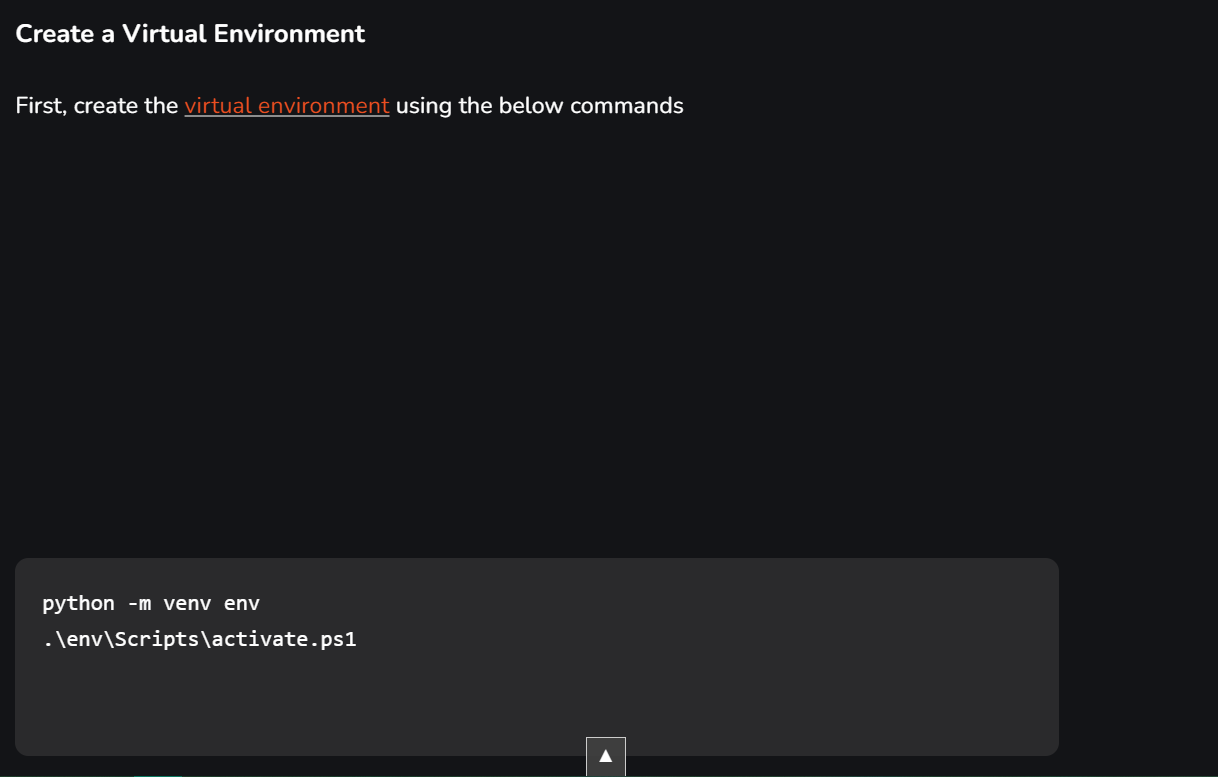 Create a Virtual Environment
First, create the virtual environment using the below commands
python -m venv env
.\env\Scripts\activate.ps1